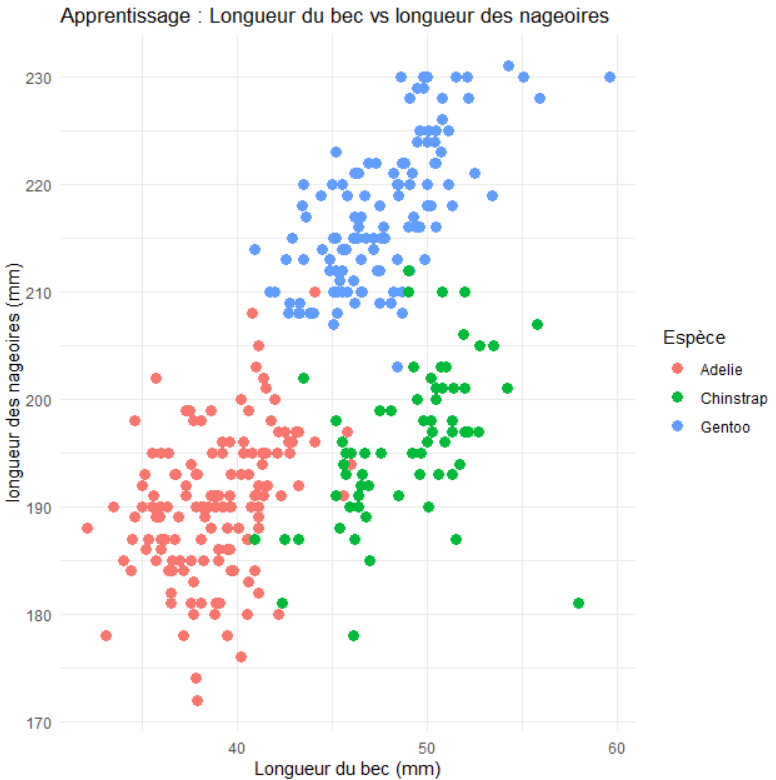 Apprentissage : Longueur du bec vs longueur des nageoires
longueur des nageoires (mm)
230
220
210
200
190
180
170
40
50
60
Longueur du bec (mm)
Espèce
Adelie
Chinstrap
Gentoo